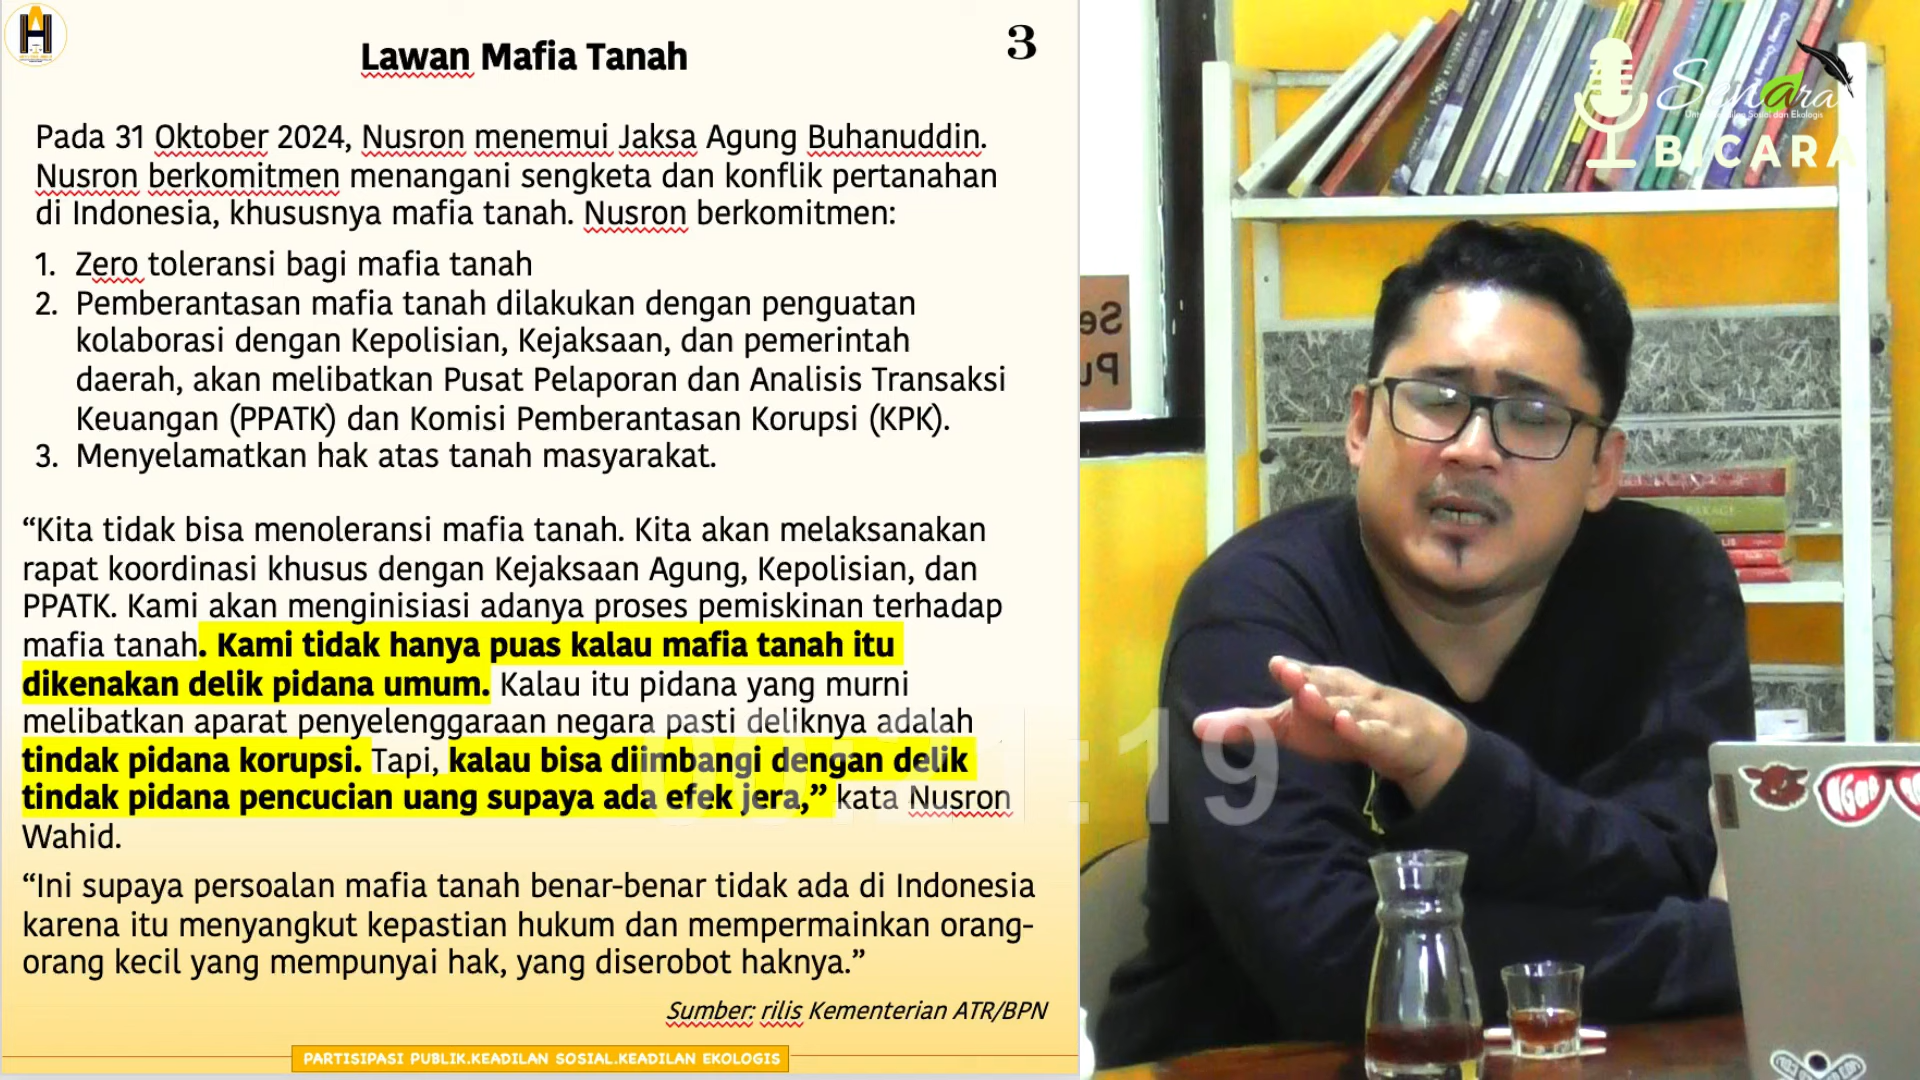 Lawan Mafia Tanah
3
Pada 31 Oktober 2024, Nusron menemui Jaksa Agung Buhanuddin.
Nusron berkomitmen menangani sengketa dan konflik pertanahan
di Indonesia, khususnya mafia tanah. Nusron berkomitmen:
1. Zero toleransi bagi mafia tanah
2. Pemberantasan mafia tanah dilakukan dengan penguatan
kolaborasi dengan Kepolisian, Kejaksaan, dan pemerintah
daerah, akan melibatkan Pusat Pelaporan dan Analisis Transaksi
Keuangan (PPATK) dan Komisi Pemberantasan Korupsi (KPK).
3. Menyelamatkan hak atas tanah masyarakat.
“Kita tidak bisa menoleransi mafia tanah. Kita akan melaksanakan
rapat koordinasi khusus dengan Kejaksaan Agung, Kepolisian, dan
PPATK. Kami akan menginisiasi adanya proses pemiskinan terhadap
mafia tanah. Kami tidak hanya puas kalau mafia tanah itu
dikenakan delik pidana umum. Kalau itu pidana yang murni
melibatkan aparat penyelenggaraan negara pasti deliknya adalah
tindak pidana korupsi. Tapi, kalau bisa diimbangi dengan delik
tindak pidana pencucian uang supaya ada efek jera,” kata Nusron
Wahid.
“Ini supaya persoalan mafia tanah benar-benar tidak ada di Indonesia
karena itu menyangkut kepastian hukum dan mempermainkan orang-
orang kecil yang mempunyai hak, yang diserobot haknya.”
Sumber: rilis Kementerian ATR/BPN
PARTISIPASI PUBLIK.KEADILAN SOSIAL.KEADILAN EKOLOGIS
Senara
Sosial dan Ekologis
BICARA
:19